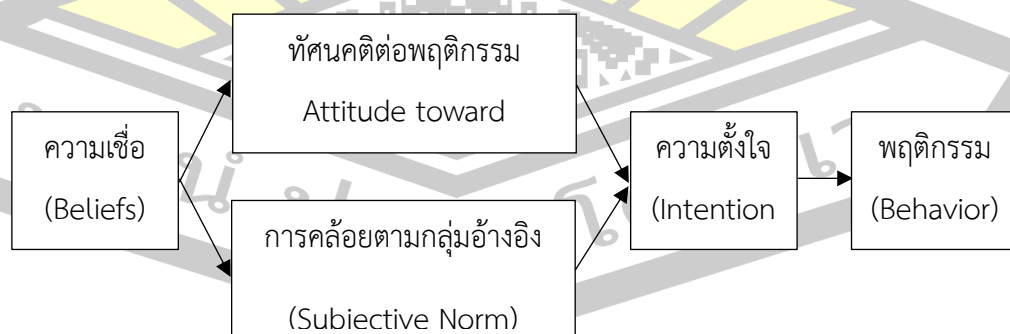 ทัศนคติต่อพฤติกรรม
Attitude toward
ความเชื่อ
(Beliefs)
การคล้อยตามกลุ่มอ้างอิง
(Subjective Norm)
ความตั้งใจ
(Intention
พฤติกรรม
(Behavior)